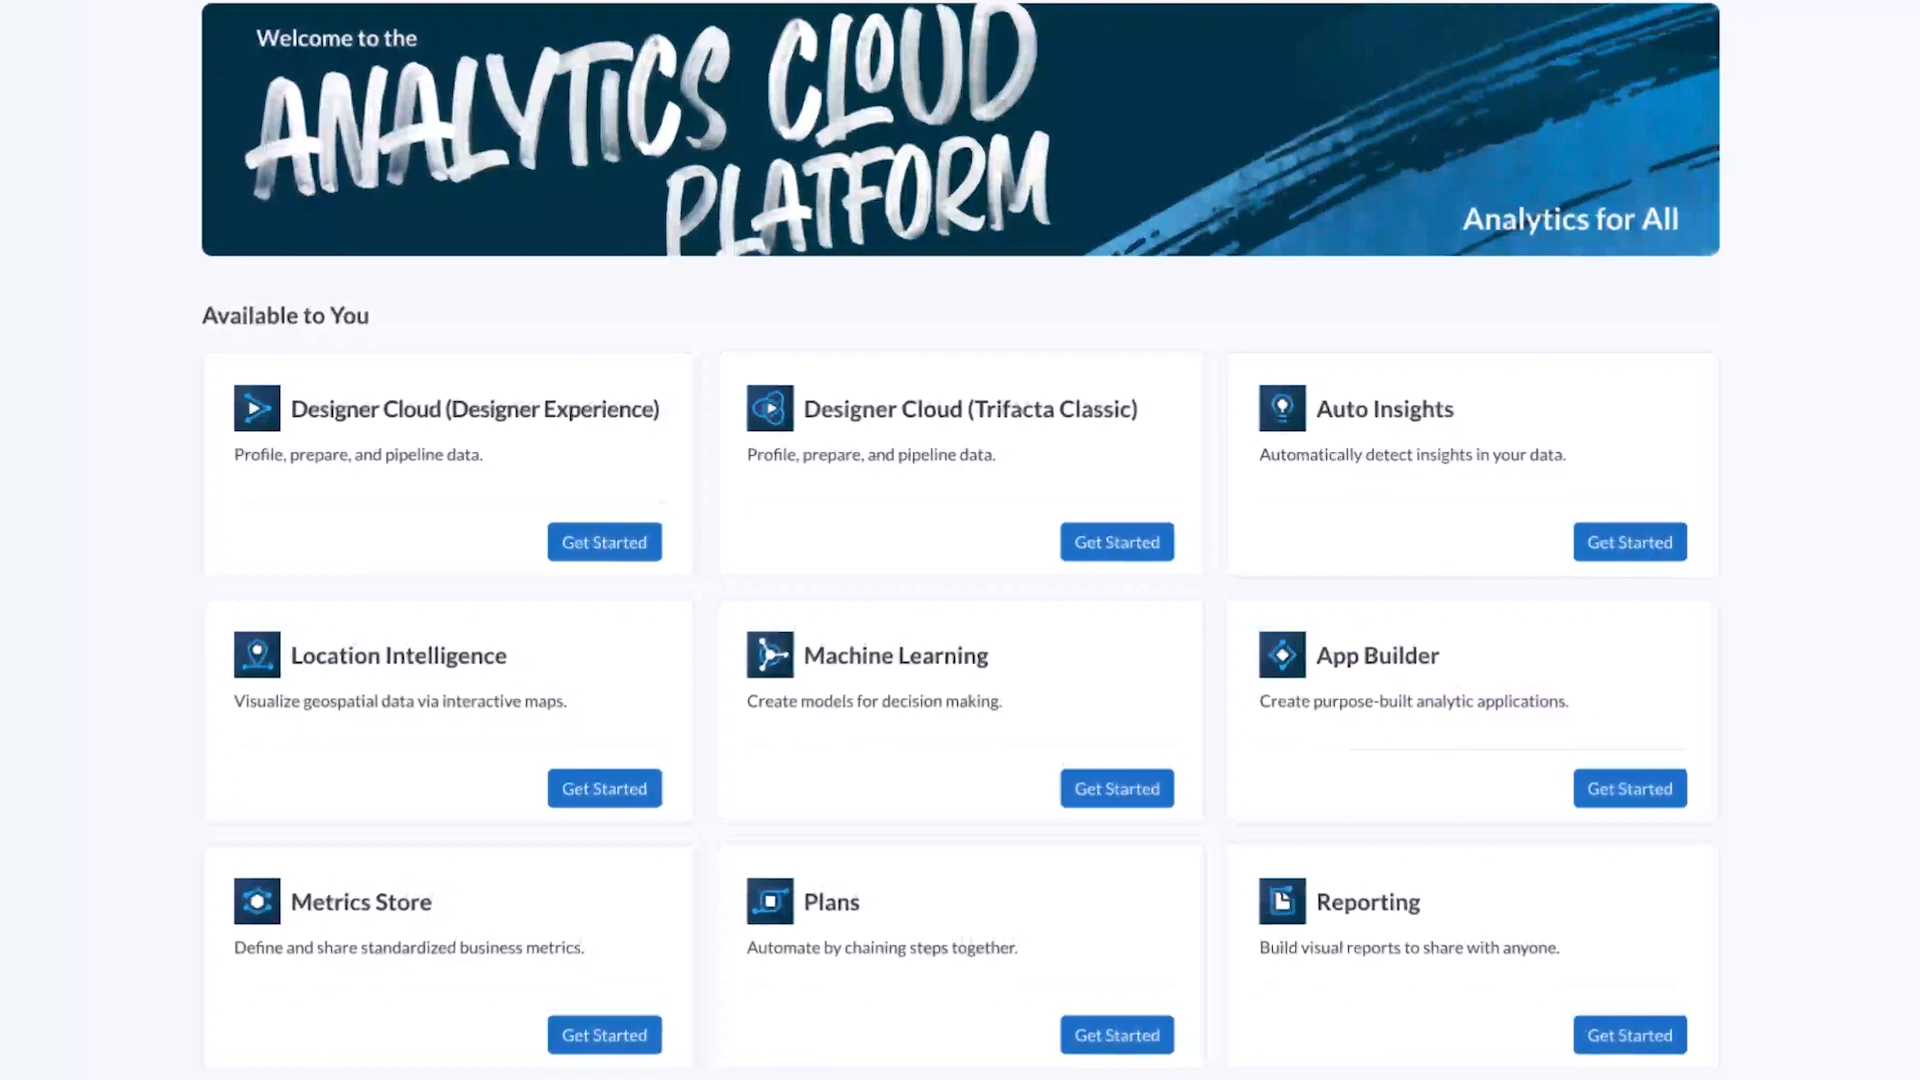 Welcome to the
ANALYTICS CLOUD
PLATFORM
Analytics for All
Available to You
Designer Cloud (Designer Experience)
Profile, prepare, and pipeline data.
Get Started
Designer Cloud (Trifacta Classic)
Profile, prepare, and pipeline data.
Get Started
Auto Insights
Automatically detect insights in your data.
Get Started
Location Intelligence
Visualize geospatial data via interactive maps.
Get Started
Machine Learning
Create models for decision making.
Get Started
App Builder
Create purpose-built analytic applications.
Get Started
Metrics Store
Define and share standardized business metrics.
Get Started
Plans
Automate by chaining steps together.
Get Started
Reporting
Build visual reports to share with anyone.
Get Started